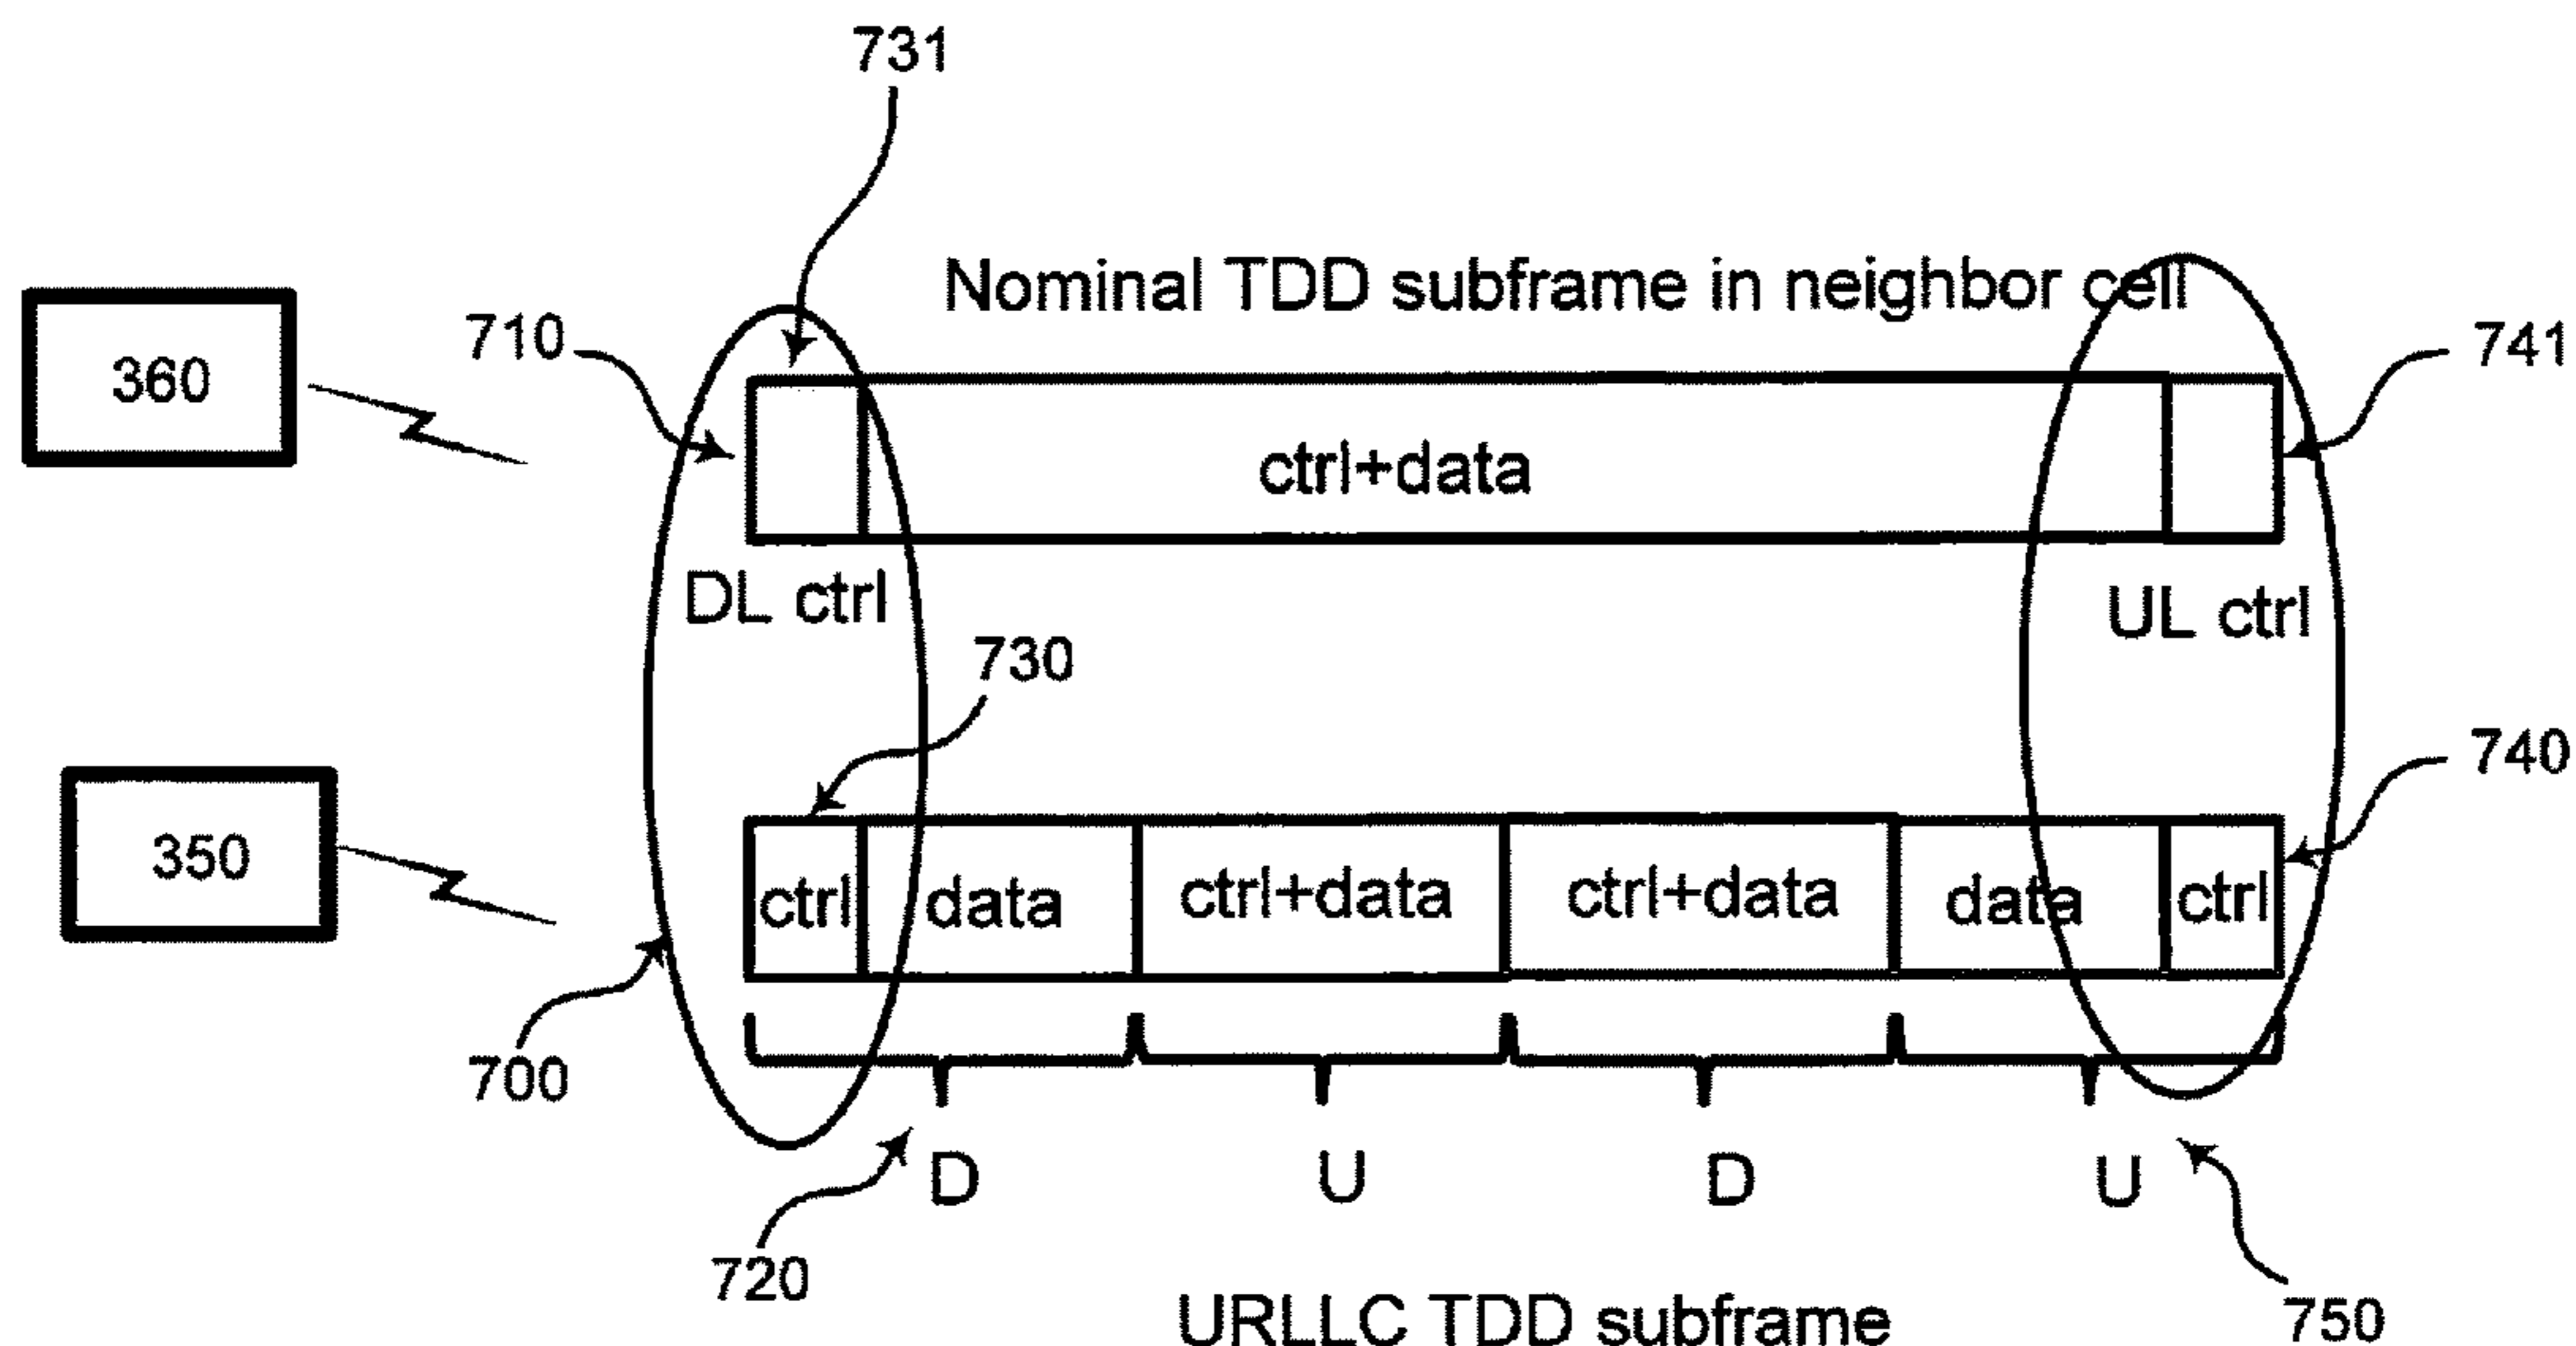 731
Nominal TDD subframe in neighbor cell
360
710
741
ctrl+data
DL ctrl
UL ctrl
730
740
350
ctrl
data
ctrl+data
ctrl+data
data
ctrl
700
D
U
D
U
720
URLLC TDD subframe
750